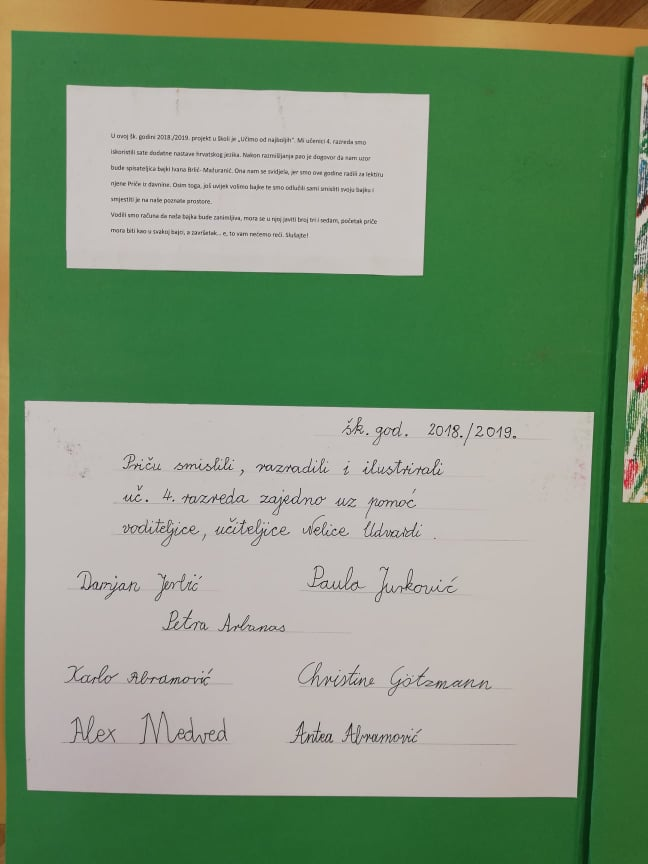 U ovoj šk. godini 2018./2019. projekt u školi je „Učimo od najboljih“. Mi učenici 4. razreda smo
iskoristili sate dodatne nastave hrvatskog jezika. Nakon razmišljanja pao je dogovor da nam uzor
bude spisateljica bajki Ivana Brlić-Mažuranić. Ona nam se svidjela, jer smo ove godine radili za lektiru
njene Priče iz davnine. Osim toga, još uvijek volimo bajke te smo odlučili sami smisliti svoju bajku i
smjestiti je na naše poznate prostore.
Vodili smo računa da naša bajka bude zanimljiva, mora se u njoj javiti broj tri i sedam, početak priče
mora biti kao u svakoj bajci, a završetak... e, to vam nećemo reći. Slušajte!
šk. god. 2018./2019.
Priču smislili, razradili i ilustrirali
uč. 4. razreda zajedno uz pomoć
voditeljice, učiteljice Nelice Udvardi.
Damjan Jerbić Paula Jurković
Petra Arbanas
Karlo Abramović Christine Götzmann
Alex Medved Antea Abramović